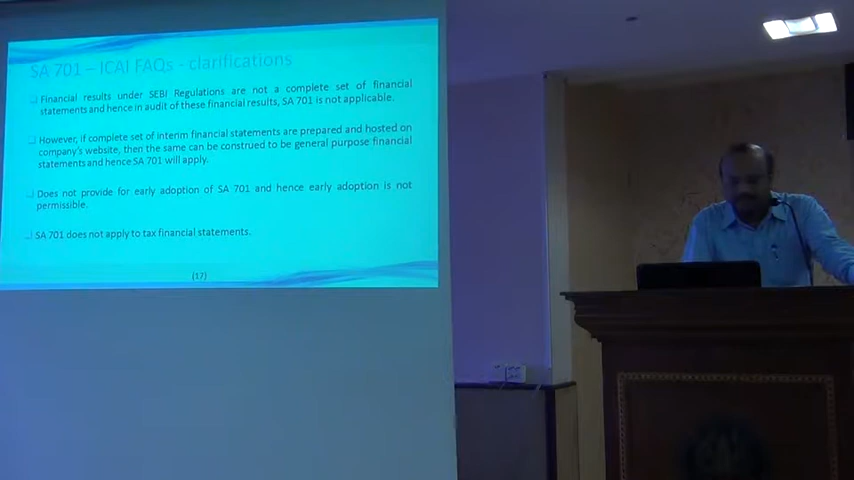 SA 701 – ICAI FAQs - clarifications
Financial results under SEBI Regulations are not a complete set of financial
statements and hence in audit of these financial results, SA 701 is not applicable.
However, if complete set of interim financial statements are prepared and hosted on
company's website, then the same can be construed to be general purpose financial
statements and hence SA 701 will apply.
Does not provide for early adoption of SA 701 and hence early adoption is not
permissible.
SA 701 does not apply to tax financial statements.
(17)